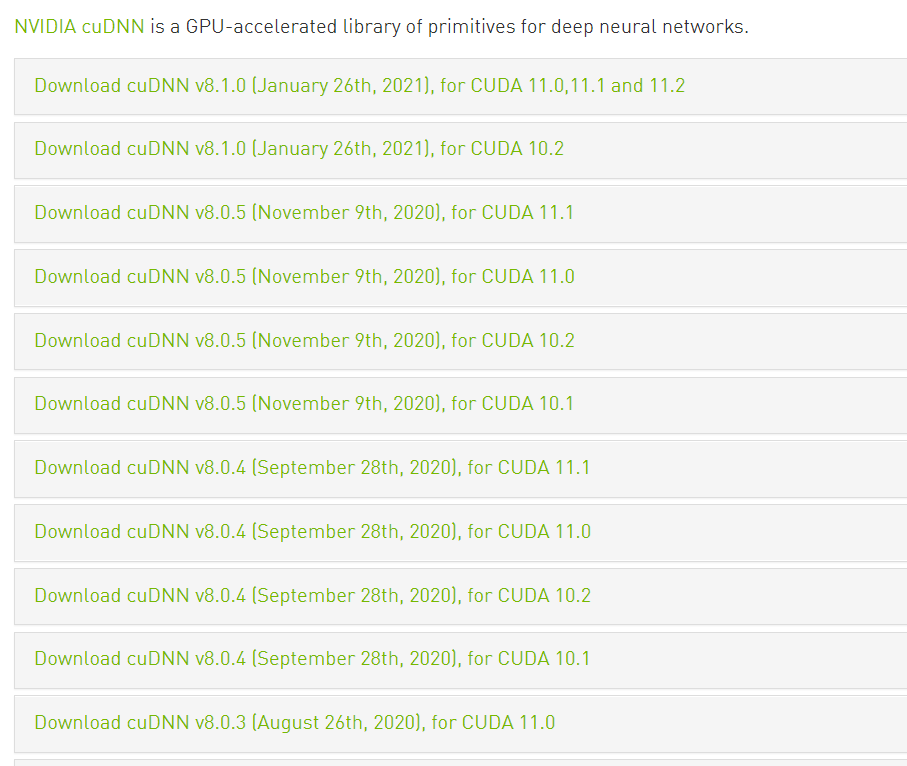 NVIDIA cuDNN is a GPU-accelerated library of primitives for deep neural networks.
Download cuDNN v8.1.0 (January 26th, 2021), for CUDA 11.0,11.1 and 11.2
Download cuDNN v8.1.0 (January 26th, 2021), for CUDA 10.2
Download cuDNN v8.0.5 (November 9th, 2020), for CUDA 11.1
Download cuDNN v8.0.5 (November 9th, 2020), for CUDA 11.0
Download cuDNN v8.0.5 (November 9th, 2020), for CUDA 10.2
Download cuDNN v8.0.5 (November 9th, 2020), for CUDA 10.1
Download cuDNN v8.0.4 (September 28th, 2020), for CUDA 11.1
Download cuDNN v8.0.4 (September 28th, 2020), for CUDA 11.0
Download cuDNN v8.0.4 (September 28th, 2020), for CUDA 10.2
Download cuDNN v8.0.4 (September 28th, 2020), for CUDA 10.1
Download cuDNN v8.0.3 (August 26th, 2020), for CUDA 11.0